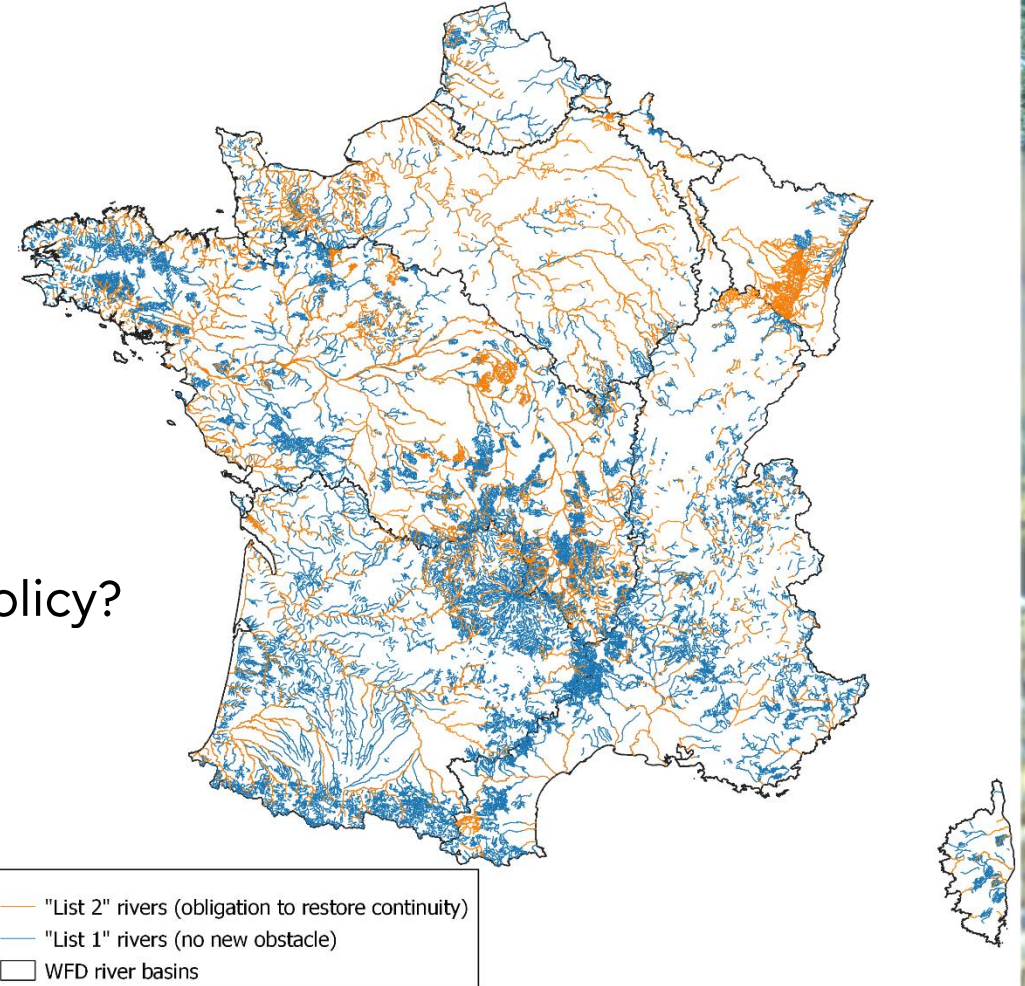 olicy?
"List 2" rivers (obligation to restore continuity)
"List 1" rivers (no new obstacle)
WFD river basins